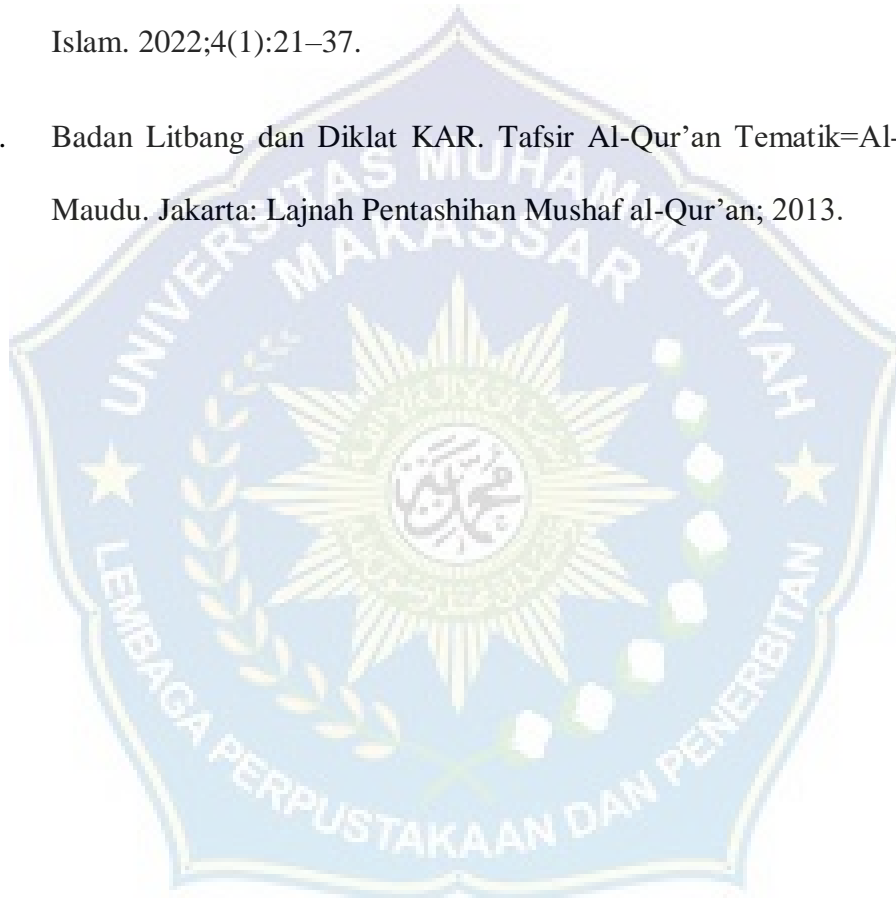 Islam. 2022;4(1):21–37.
. Badan Litbang dan Diklat KAR. Tafsir Al-Qur’an Tematik=Al-
Maudu. Jakarta: Lajnah Pentashihan Mushaf al-Qur’an; 2013.
UNIVERSITAS MUHAMMADIYAH
MAKASSAR
LEMBAGA PERPUSTAKAAN DAN PENERBITAN